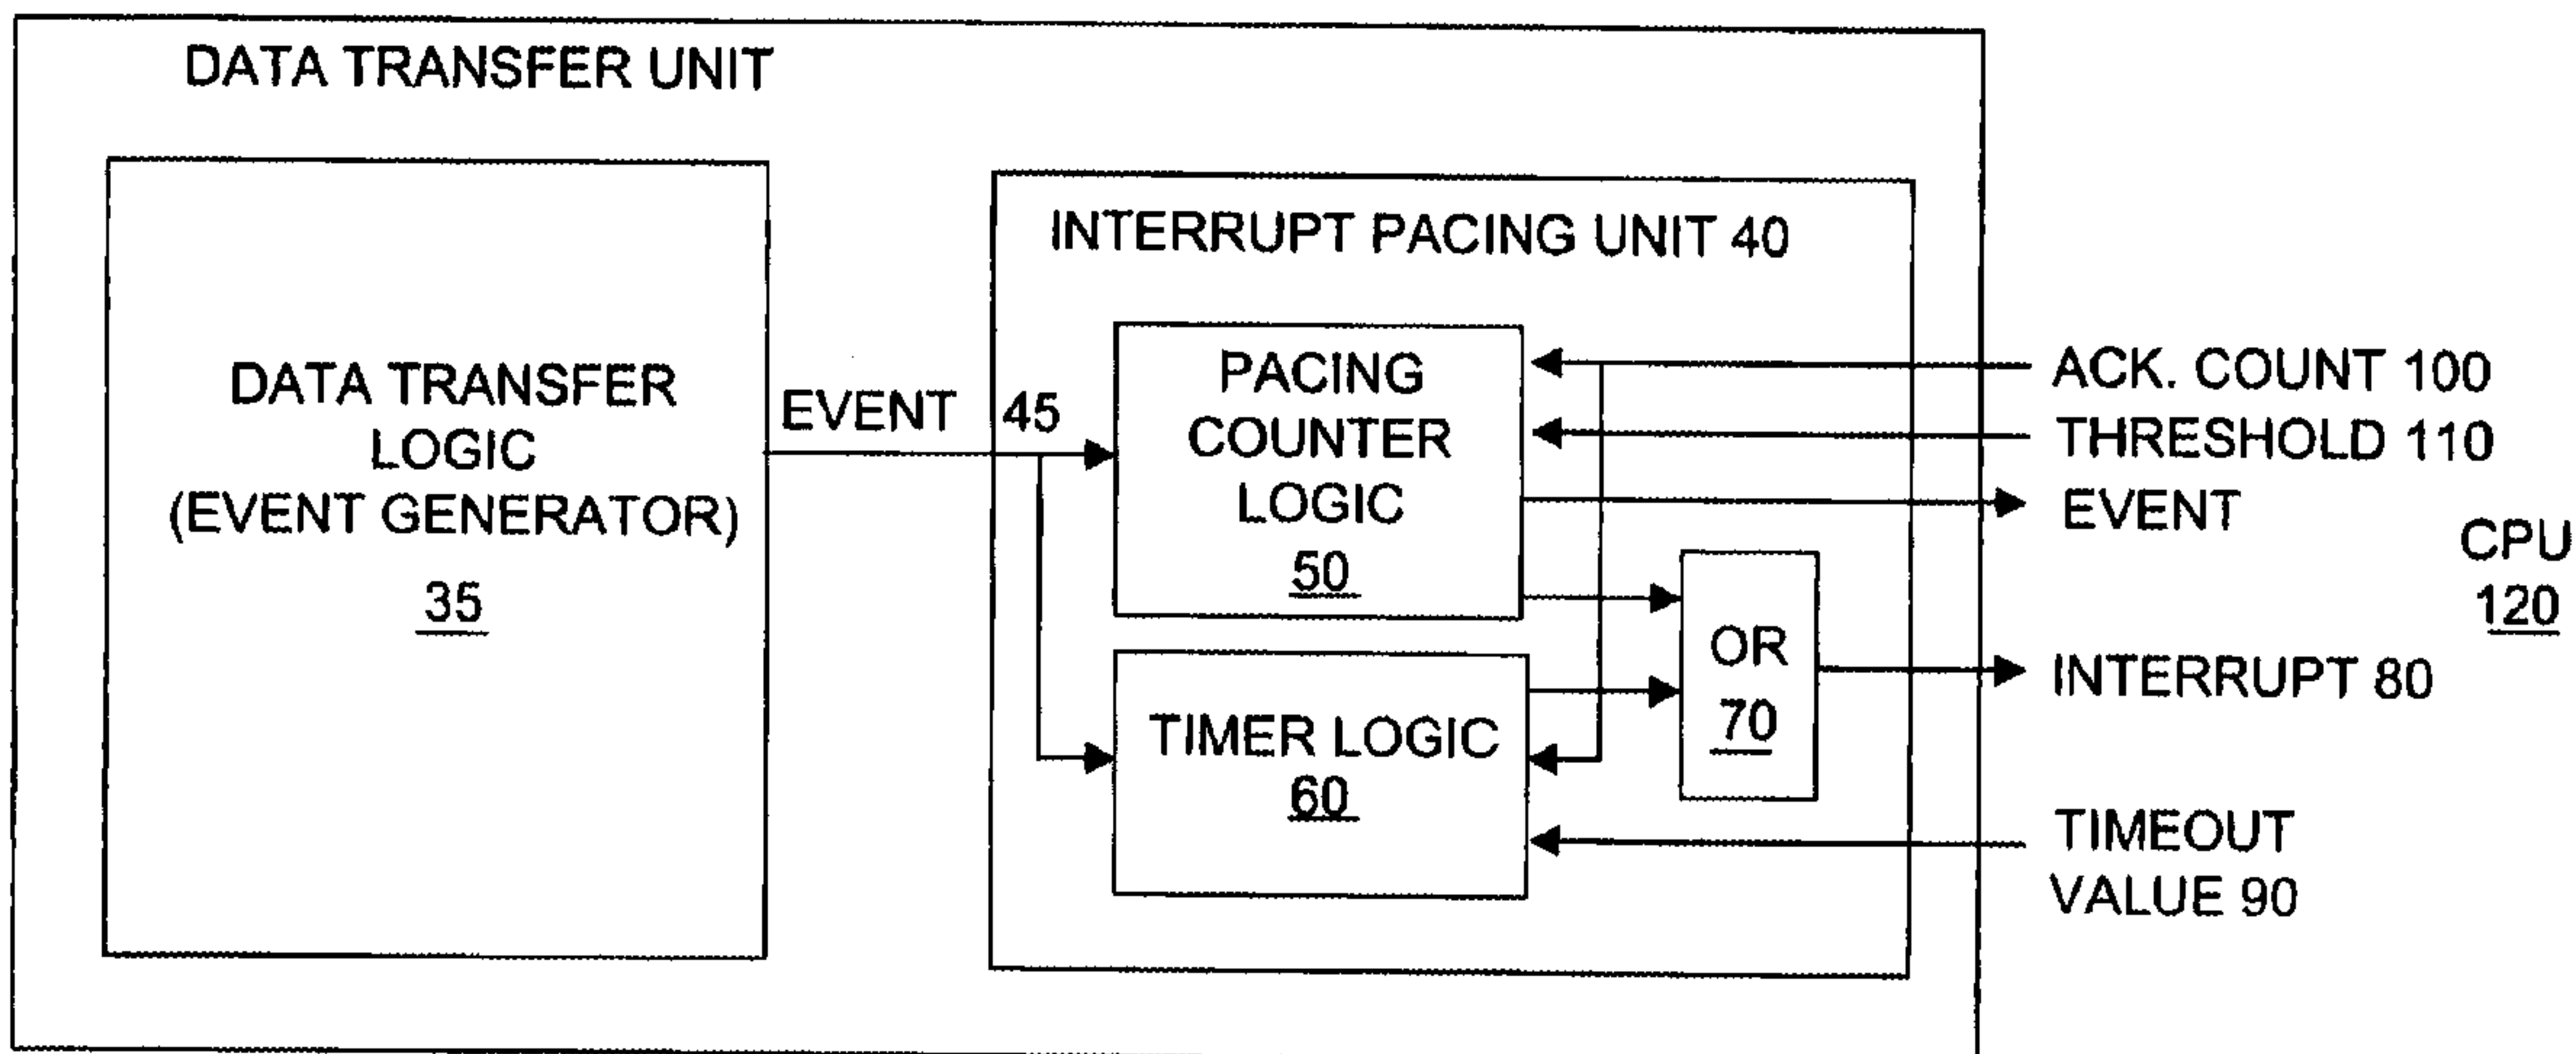 DATA TRANSFER UNIT
DATA TRANSFER
LOGIC
(EVENT GENERATOR)
35
EVENT 45
INTERRUPT PACING UNIT 40
PACING
COUNTER
LOGIC
50
TIMER LOGIC
60
OR
70
ACK. COUNT 100
THRESHOLD 110
EVENT
INTERRUPT 80
TIMEOUT
VALUE 90
CPU
120